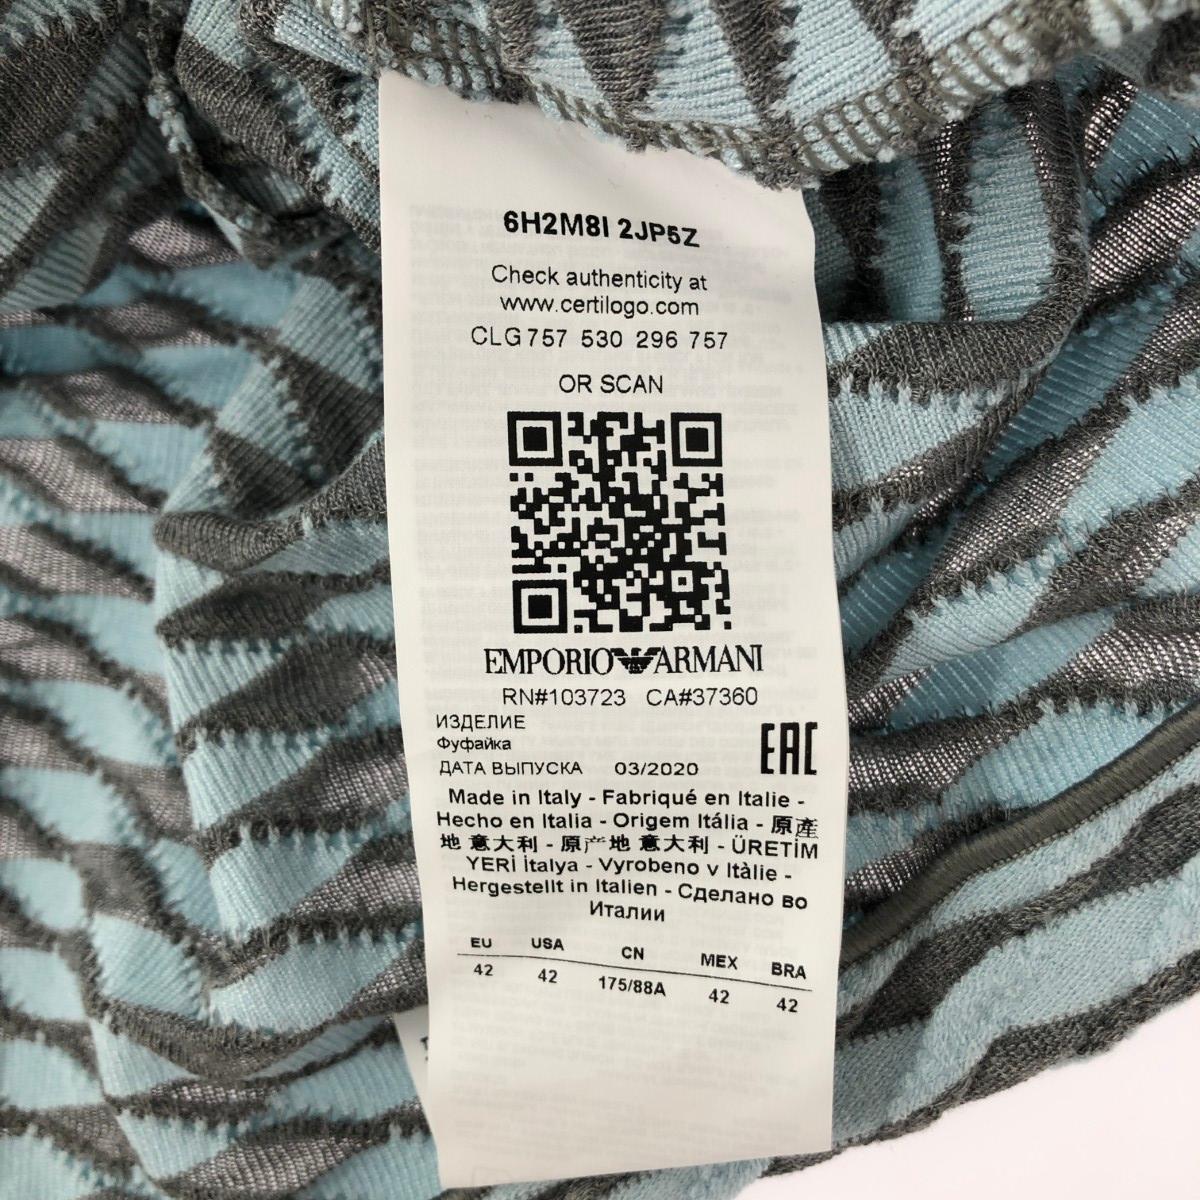 6H2M8I 2JP5Z
Check authenticity at
www.certilogo.com
CLG 757 530 296 757
OR SCAN
EMPORIO ARMANI
RN#103723 CA#37360
ИЗДЕЛИЕ
Фуфайка
ДАТА ВЫПУСКА 03/2020
EAC
Made in Italy - Fabriqué en Italie -
Hecho en Italia - Origem Itália - 原產
地 意大利 - 原产地 意大利 - ÜRETİM
YERİ İtalya - Vyrobeno v Itàlie -
Hergestellt in Italien - Сделано во
Италии
EU USA CN MEX BRA
42 42 175/88A 42 42